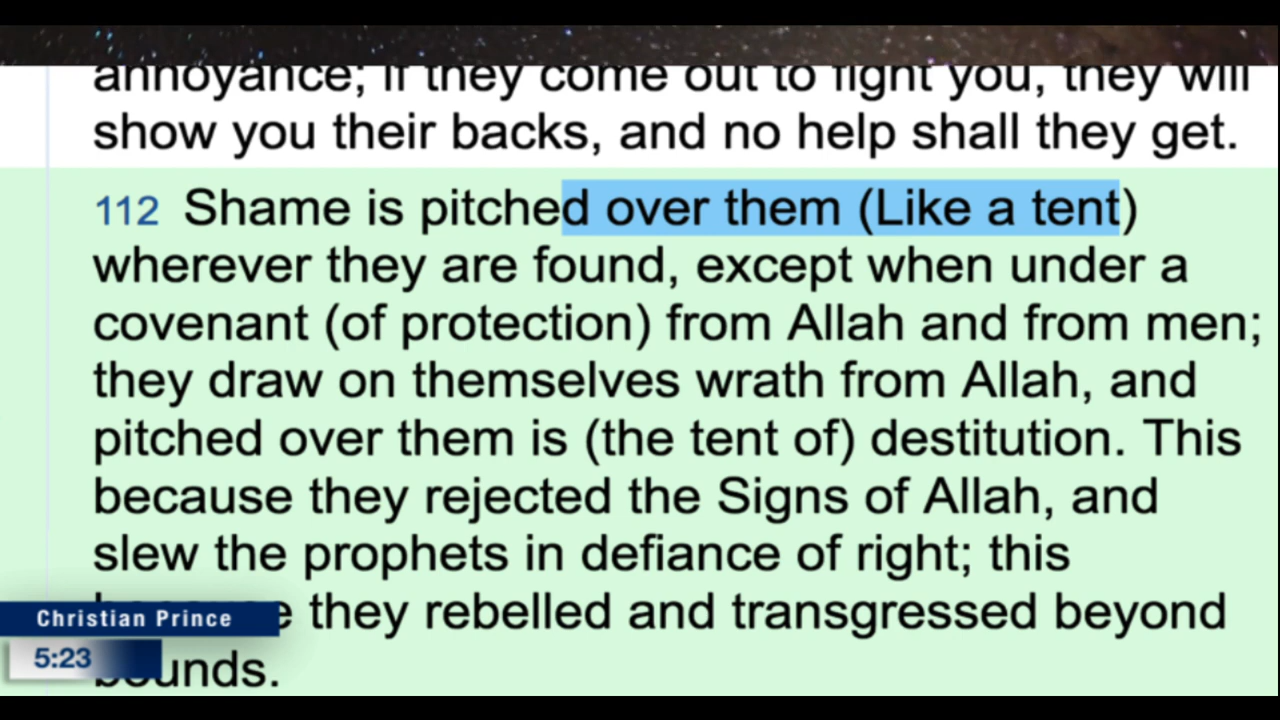 annoyance; if they come out to fight you, they will
show you their backs, and no help shall they get.
112 Shame is pitched over them (Like a tent)
wherever they are found, except when under a
covenant (of protection) from Allah and from men;
they draw on themselves wrath from Allah, and
pitched over them is (the tent of) destitution. This
because they rejected the Signs of Allah, and
slew the prophets in defiance of right; this
because they rebelled and transgressed beyond
bounds.
Christian Prince
5:23